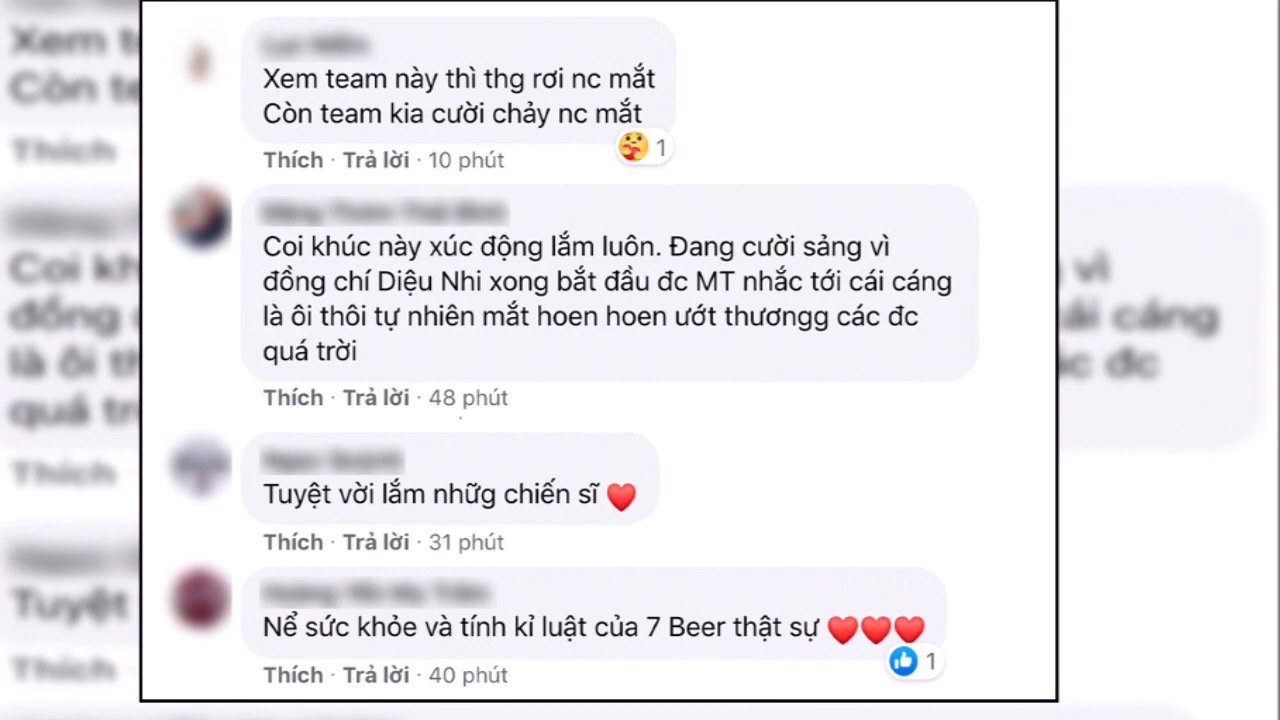 Xem team này thì thg rơi nc mắt
Còn team kia cười chảy nc mắt
1
Thích · Trả lời · 10 phút
Coi khúc này xúc động lắm luôn. Đang cười sảng vì
đồng chí Diệu Nhi xong bắt đầu đc MT nhắc tới cái cáng
là ôi thôi tự nhiên mắt hoen hoen ướt thươngg các đc
quá trời
Thích · Trả lời · 48 phút
Tuyệt vời lắm nhữg chiến sĩ ❤️
Thích · Trả lời · 31 phút
Nể sức khỏe và tính kỉ luật của 7 Beer thật sự ❤️❤️❤️
1
Thích · Trả lời · 40 phút